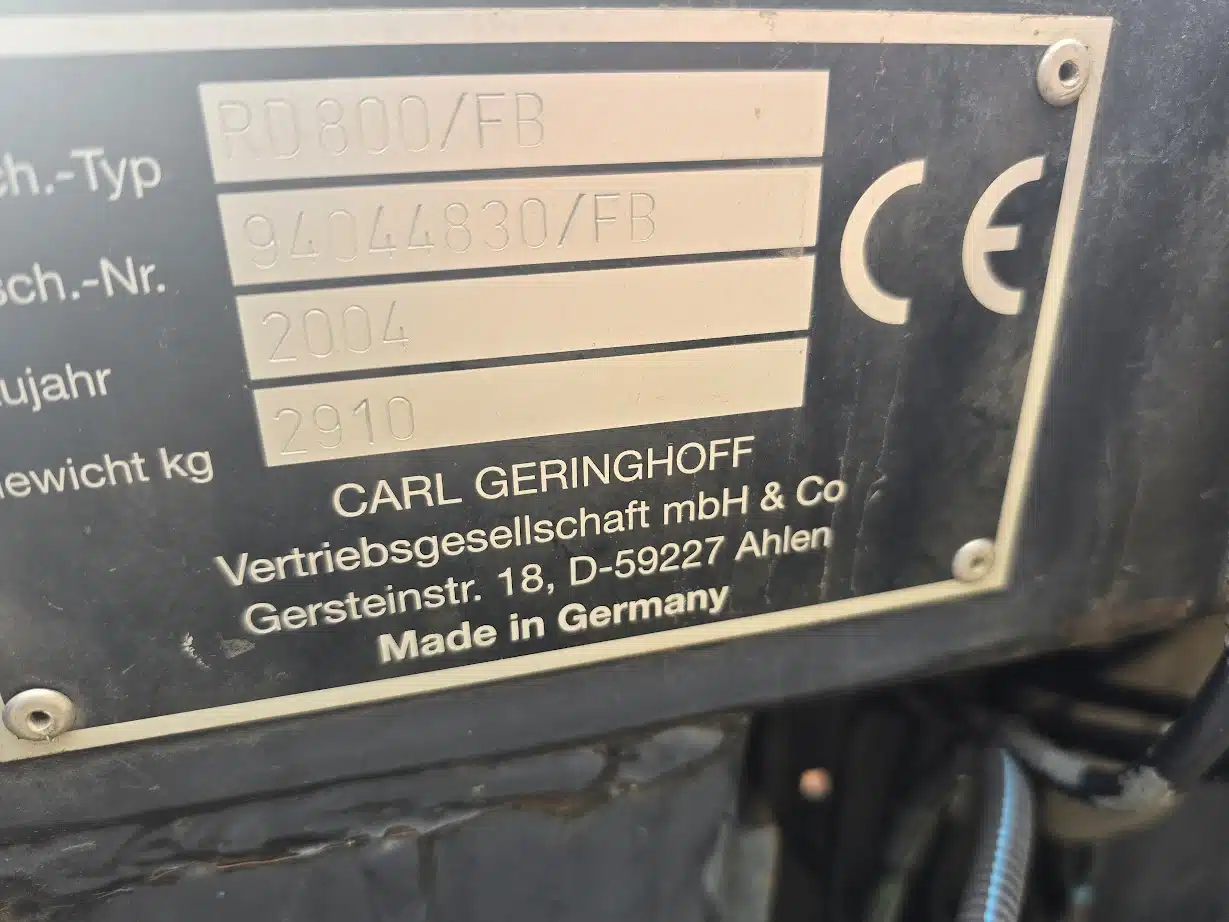 ch.-Typ RD800/FB
sch.-Nr. 94044830/FB
ujahr 2004
ewicht kg 2910
CE
CARL GERINGHOFF
Vertriebsgesellschaft mbH & Co
Gersteinstr. 18, D-59227 Ahlen
Made in Germany